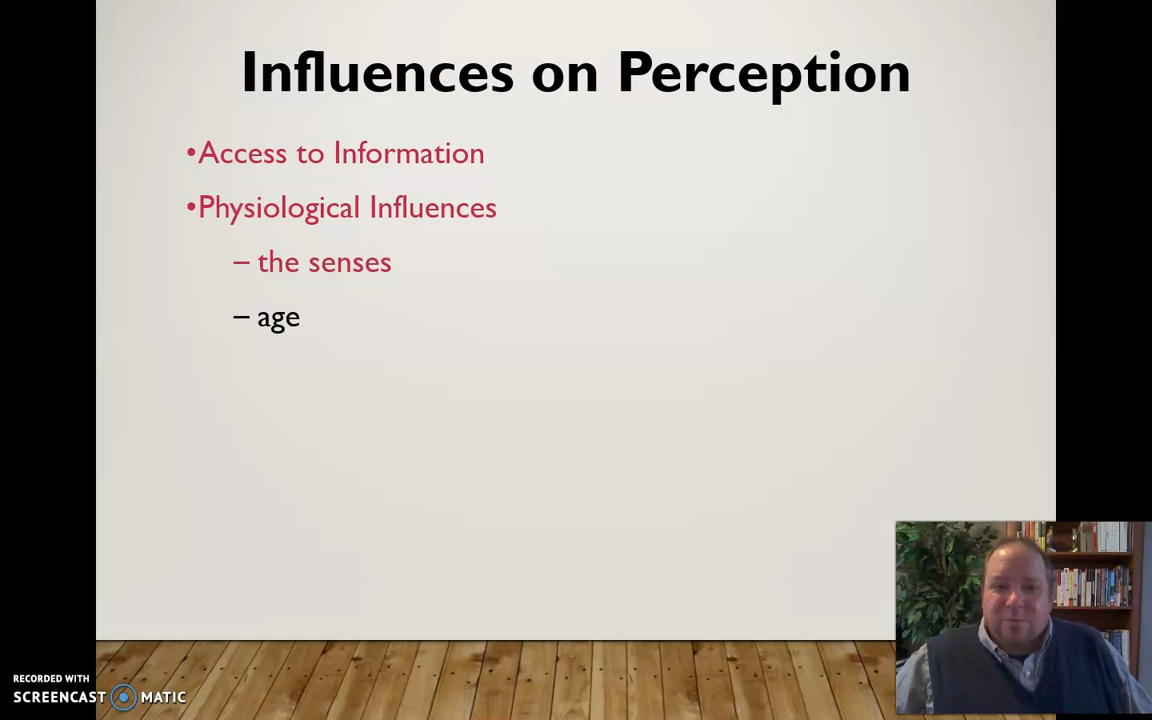 Influences on Perception
•Access to Information
•Physiological Influences
– the senses
– age
RECORDED WITH
SCREENCAST MATIC